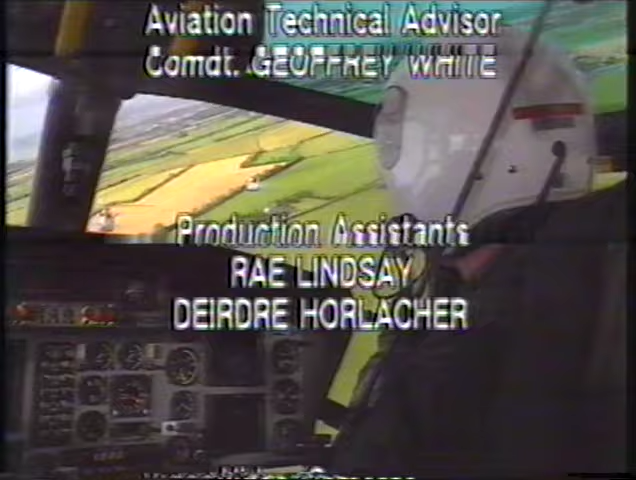 Aviation Technical Advisor
Comdt. GEOFFREY WHITE
Production Assistants
RAE LINDSAY
DEIRDRE HORLACHER